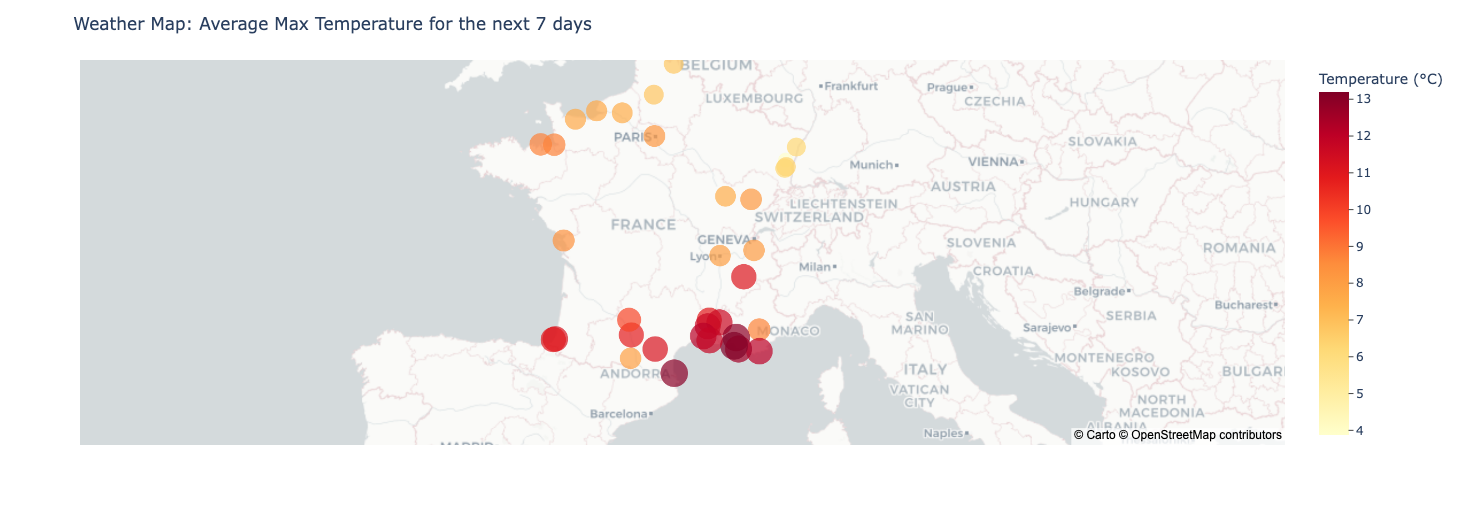 Weather Map: Average Max Temperature for the next 7 days
BELGIUM
Frankfurt
Prague
LUXEMBOURG
CZECHIA
PARIS
SLOVAKIA
Munich
VIENNA
AUSTRIA
LIECHTENSTEIN
HUNGARY
SWITZERLAND
FRANCE
GENEVA
SLOVENIA
ROMANIA
Lyon
Milan
CROATIA
Belgrade
Bucharest
SAN
MARINO
SERBIA
Sarajevo
MONACO
MONTENEGRO
KOSOVO
ITALY
BULGARI
ANDORRA
VATICAN
CITY
NORTH
MACEDONIA
Barcelona
ALBANIA
Naples
MADRID
© Carto © OpenStreetMap contributors
Temperature (°C)
13
12
11
10
9
8
7
6
5
4